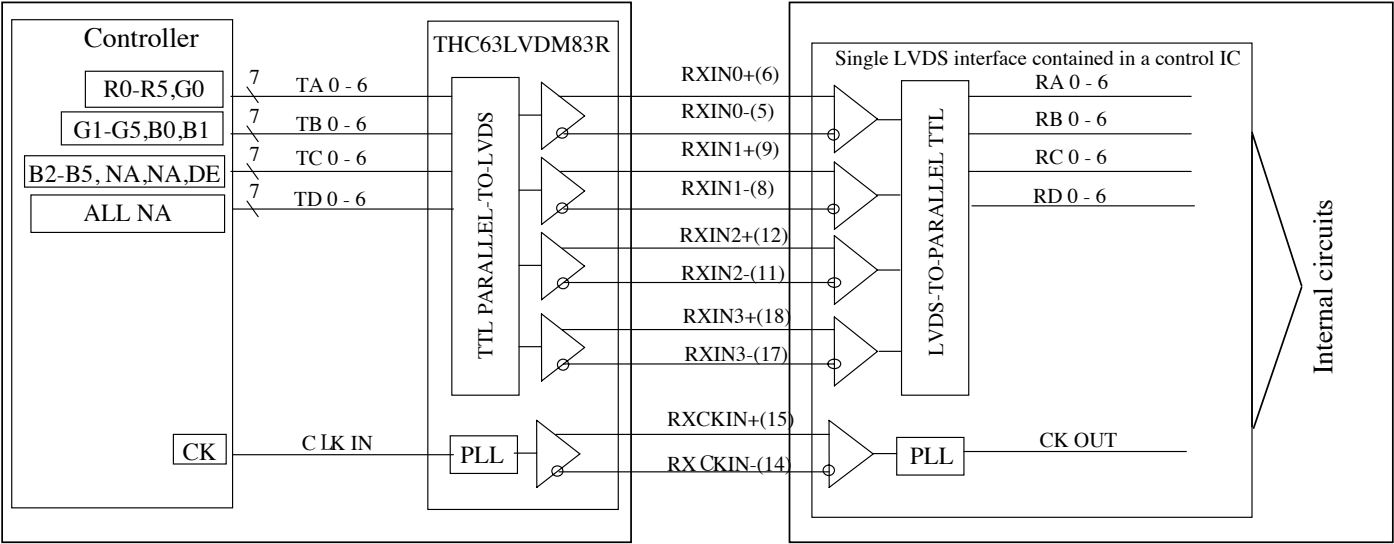 Controller
R0-R5,G0
G1-G5,B0,B1
B2-B5, NA,NA,DE
ALL NA
CK
7
TA 0 - 6
7
TB 0 - 6
7
TC 0 - 6
7
TD 0 - 6
CLK IN
THC63LVDM83R
TTL PARALLEL-TO-LVDS
PLL
RXIN0+(6)
RXIN0-(5)
RXIN1+(9)
RXIN1-(8)
RXIN2+(12)
RXIN2-(11)
RXIN3+(18)
RXIN3-(17)
RXCKIN+(15)
RXCKIN-(14)
Single LVDS interface contained in a control IC
LVDS-TO-PARALLEL TTL
PLL
RA 0 - 6
RB 0 - 6
RC 0 - 6
RD 0 - 6
CK OUT
Internal circuits